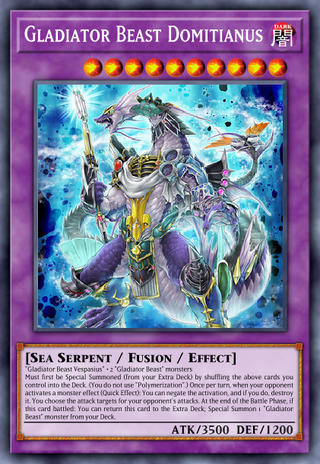 Gladiator Beast Domitianus
DARK
闇
[Sea Serpent / Fusion / Effect]
"Gladiator Beast Vespasius" + 2 "Gladiator Beast" monsters
Must first be Special Summoned (from your Extra Deck) by shuffling the above cards you
control into the Deck. (You do not use "Polymerization".) Once per turn, when your opponent
activates a monster effect (Quick Effect): You can negate the activation, and if you do, destroy
it. You choose the attack targets for your opponent's attacks. At the end of the Battle Phase, if
this card battled: You can return this card to the Extra Deck; Special Summon 1 "Gladiator
Beast" monster from your Deck.
ATK/3500 DEF/1200